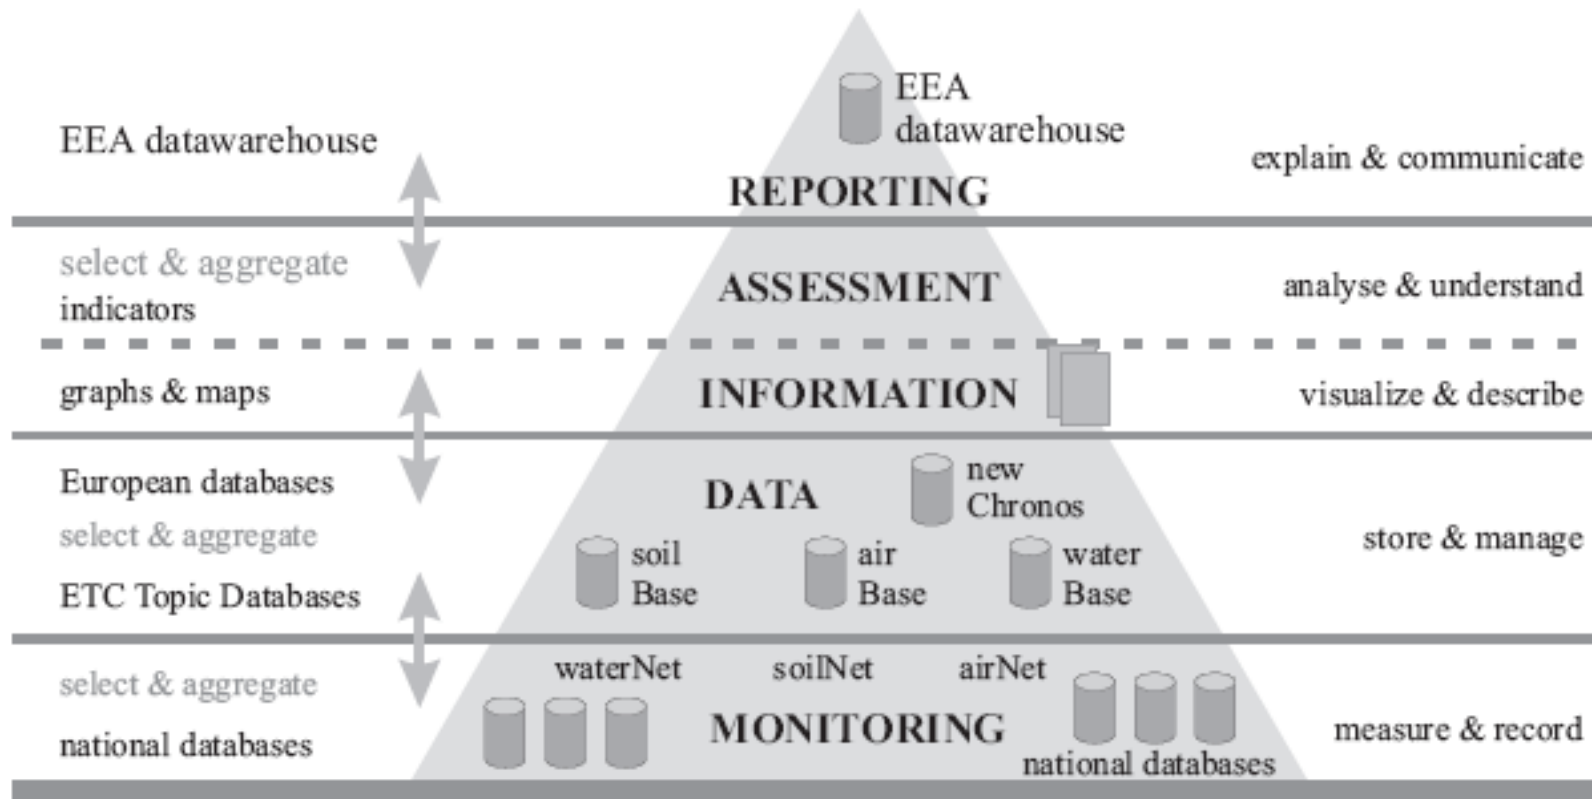 EEA
datawarehouse
EEA datawarehouse
explain & communicate
REPORTING
select & aggregate
indicators
ASSESSMENT
analyse & understand
graphs & maps
INFORMATION
visualize & describe
European databases
select & aggregate
ETC Topic Databases
DATA
new
Chronos
soil
Base
air
Base
water
Base
store & manage
select & aggregate
national databases
waterNet
soilNet
airNet
MONITORING
national databases
measure & record